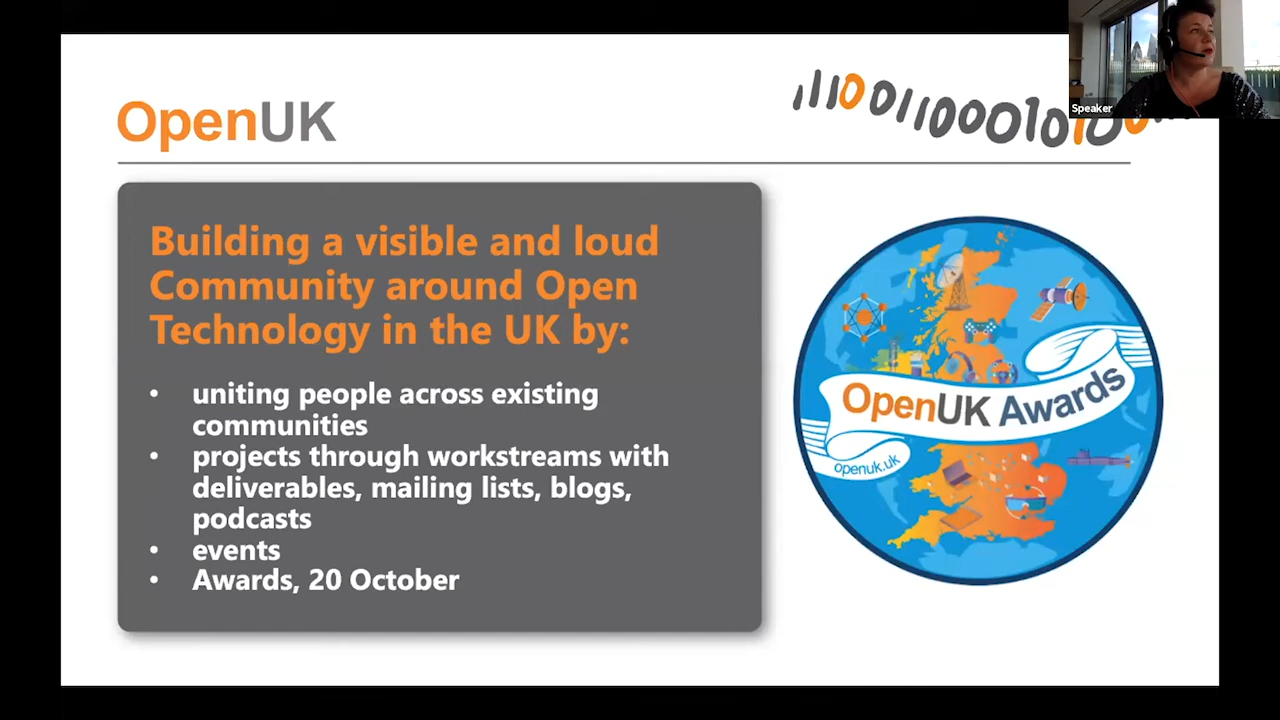 OpenUK
Speaker
Building a visible and loud
Community around Open
Technology in the UK by:
• uniting people across existing
communities
• projects through workstreams with
deliverables, mailing lists, blogs,
podcasts
• events
• Awards, 20 October
OpenUK Awards
openuk.uk